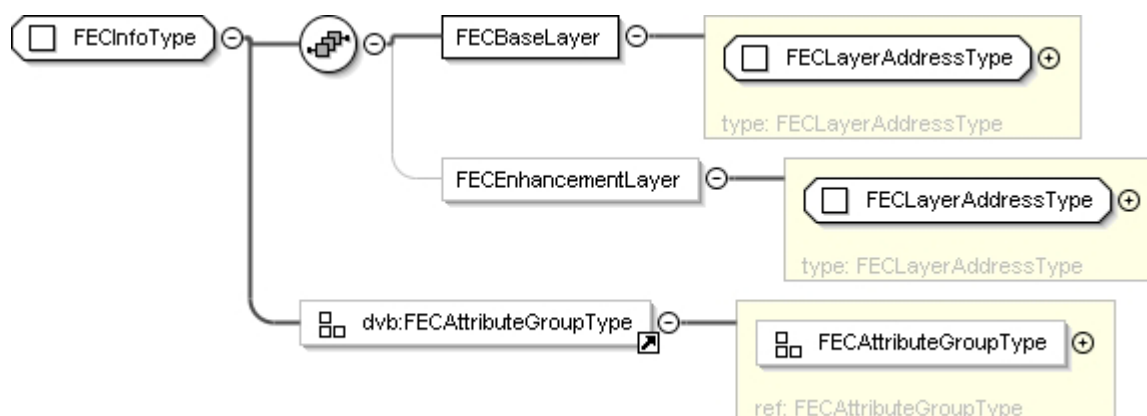 FECInfoType
FECBaseLayer
FECLayerAddressType
type: FECLayerAddressType
FECEnhancementLayer
FECLayerAddressType
type: FECLayerAddressType
dvb:FECAttributeGroupType
FECAttributeGroupType
ref: FECAttributeGroupType